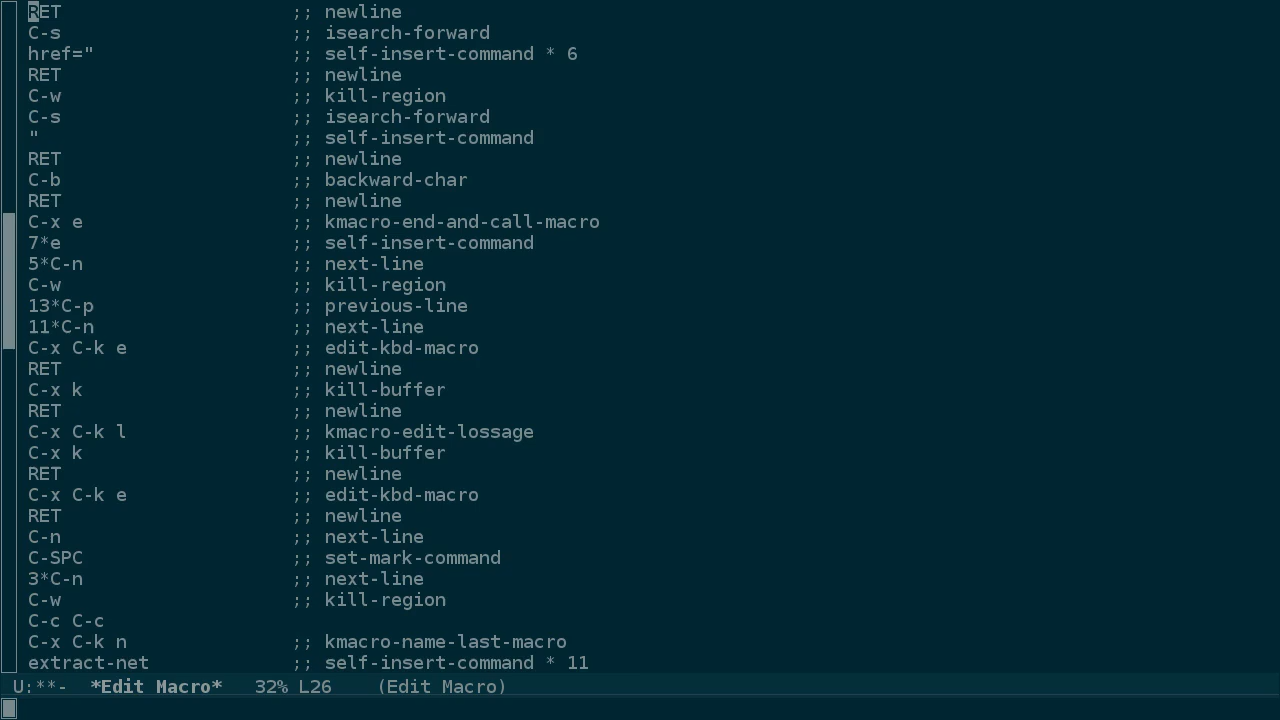 RET ;; newline
C-s ;; isearch-forward
href=" ;; self-insert-command * 6
RET ;; newline
C-w ;; kill-region
C-s ;; isearch-forward
" ;; self-insert-command
RET ;; newline
C-b ;; backward-char
RET ;; newline
C-x e ;; kmacro-end-and-call-macro
7*e ;; self-insert-command
5*C-n ;; next-line
C-w ;; kill-region
13*C-p ;; previous-line
11*C-n ;; next-line
C-x C-k e ;; edit-kbd-macro
RET ;; newline
C-x k ;; kill-buffer
RET ;; newline
C-x C-k l ;; kmacro-edit-lossage
C-x k ;; kill-buffer
RET ;; newline
C-x C-k e ;; edit-kbd-macro
RET ;; newline
C-n ;; next-line
C-SPC ;; set-mark-command
3*C-n ;; next-line
C-w ;; kill-region
C-c C-c
C-x C-k n ;; kmacro-name-last-macro
extract-net ;; self-insert-command * 11
U:**- *Edit Macro* 32% L26 (Edit Macro)